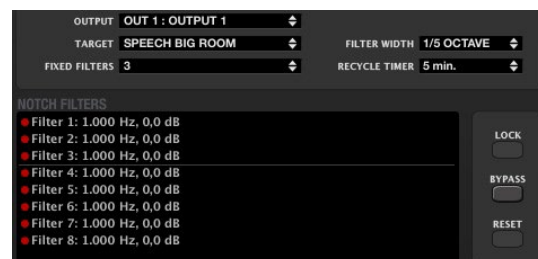 OUTPUT OUT 1 : OUTPUT 1
TARGET SPEECH BIG ROOM FILTER WIDTH 1/5 OCTAVE
FIXED FILTERS 3 RECYCLE TIMER 5 min.
NOTCH FILTERS
Filter 1: 1.000 Hz, 0,0 dB
Filter 2: 1.000 Hz, 0,0 dB
Filter 3: 1.000 Hz, 0,0 dB
Filter 4: 1.000 Hz, 0,0 dB
Filter 5: 1.000 Hz, 0,0 dB
Filter 6: 1.000 Hz, 0,0 dB
Filter 7: 1.000 Hz, 0,0 dB
Filter 8: 1.000 Hz, 0,0 dB
LOCK
BYPASS
RESET